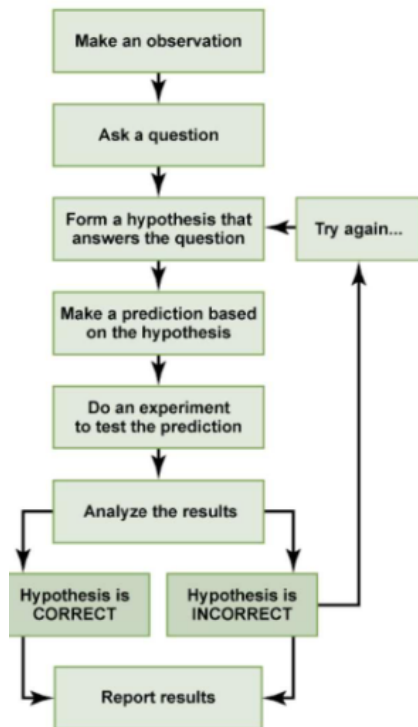 Make an observation
Ask a question
Form a hypothesis that
answers the question
Try again...
Make a prediction based
on the hypothesis
Do an experiment
to test the prediction
Analyze the results
Hypothesis is
CORRECT
Hypothesis is
INCORRECT
Report results